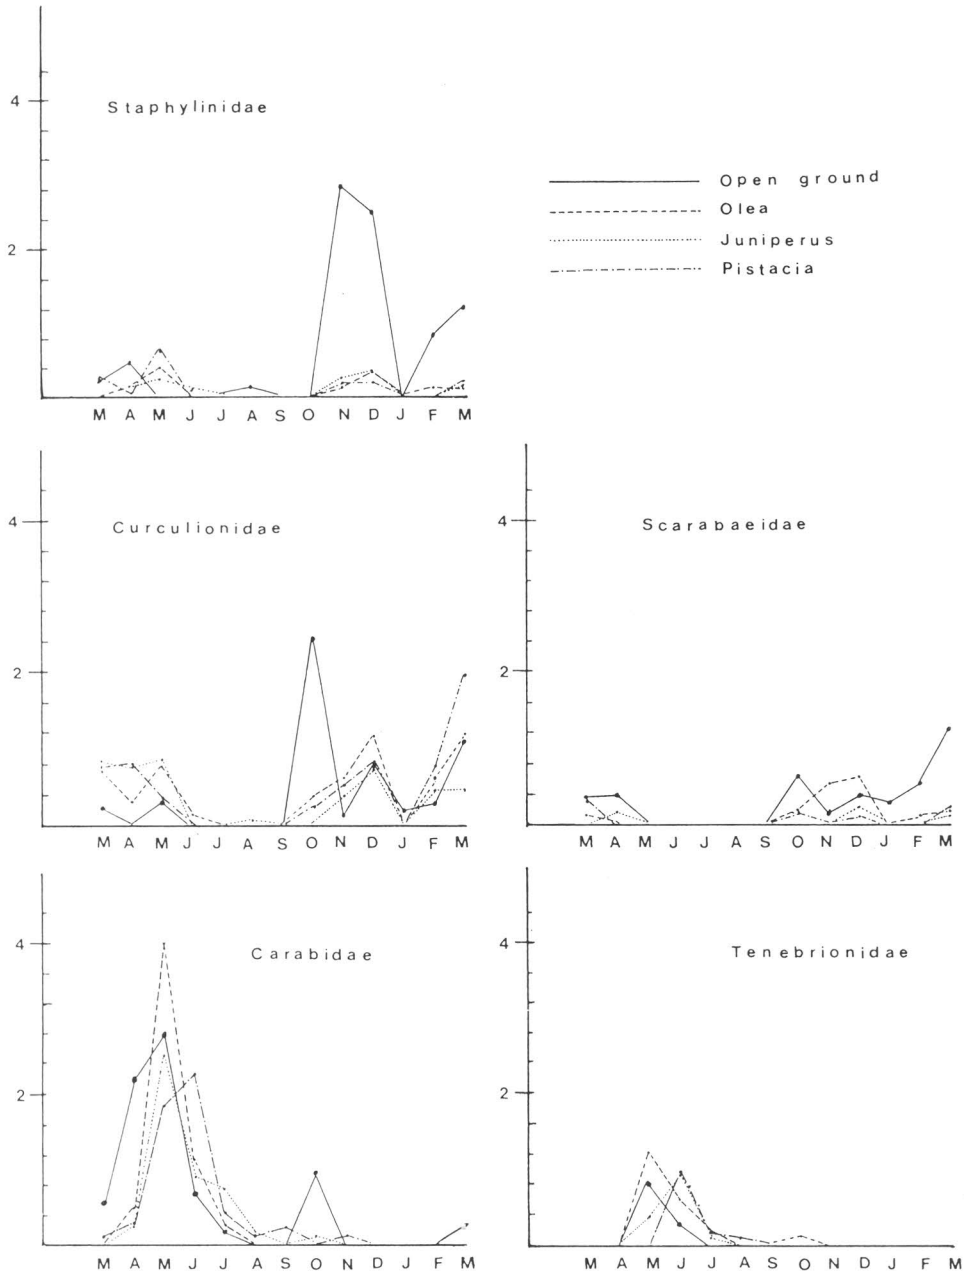 4
Staphylinidae
2
M A M J J A S O N D J F M
Open ground
Olea
Juniperus
Pistacia
4
Curculionidae
2
M A M J J A S O N D J F M
4
Scarabaeidae
2
M A M J J A S O N D J F M
4
Carabidae
2
M A M J J A S O N D J F M
4
Tenebrionidae
2
M A M J J A S O N D J F M